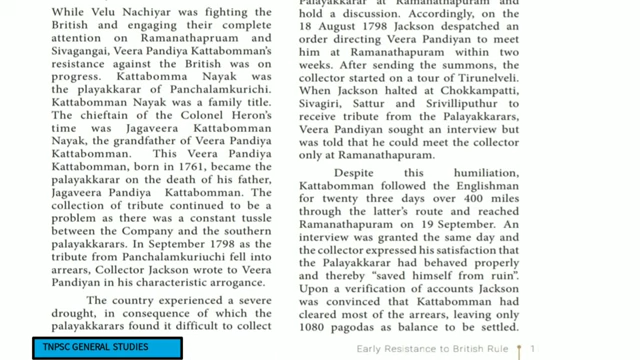 While Velu Nachiyar was fighting the
British and engaging their complete
attention on Ramanathapruam and
Sivagangai, Veera Pandiya Kattabomman's
resistance against the British was on
progress. Kattabomma Nayak was
the playakkarar of Panchalamkurichi.
Kattabomman Nayak was a family title.
The chieftain of the Colonel Heron's
time was Jagaveera Kattabomman
Nayak, the grandfather of Veera Pandya
Kattabomman. This Veera Pandya
Kattabomman, born in 1761, became the
palayakkarar on the death of his father,
Jagaveera Pandiya Kattabomman. The
collection of tribute continued to be a
problem as there was a constant tussle
between the Company and the southern
palayakkarars. In September 1798 as the
tribute from Panchalamkuriuchi fell into
arrears, Collector Jackson wrote to Veera
Pandiya in his characteristic arrogance.
The country experienced a severe
drought, in consequence of which the
palayakkarars found it difficult to collect
Palayakkarar at Ramanathapuram and
hold a discussion. Accordingly, on the
18 August 1798 Jackson despatched an
order directing Veera Pandiyan to meet
him at Ramanathapuram within two
weeks. After sending the summons, the
collector started on a tour of Tirunelveli.
When Jackson halted at Chokkampatti,
Sivagiri, Sattur and Srivilliputhur to
receive tribute from the Palayakkarars,
Veera Pandiyan sought an interview but
was told that he could meet the collector
only at Ramanathapuram.
Despite this humiliation,
Kattabomman followed the Englishman
for twenty three days over 400 miles
through the latter's route and reached
Ramanathapuram on 19 September. An
interview was granted the same day and
the collector expressed his satisfaction that
the Palayakkarar had behaved properly
and thereby "saved himself from ruin".
Upon a verification of accounts Jackson
was convinced that Kattabomman had
cleared most of the arrears, leaving only
1080 pagodas as balance to be settled.
TNPSC GENERAL STUDIES
Early Resistance to British Rule 1